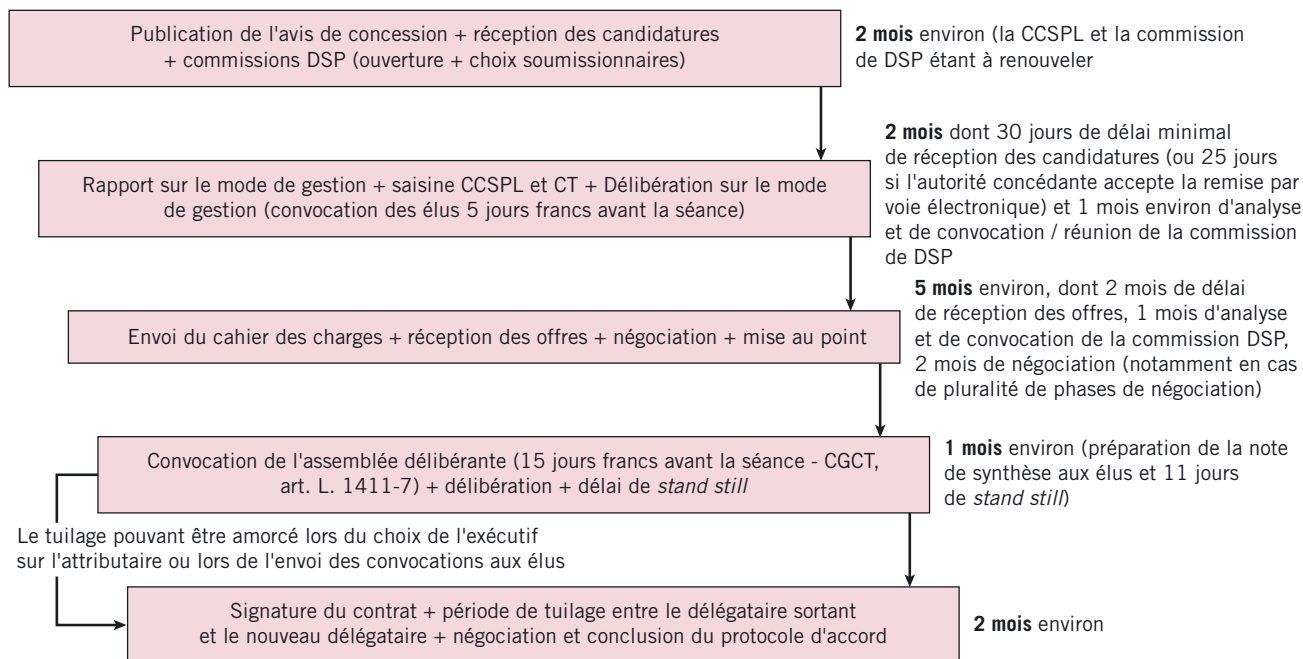 Publication de l'avis de concession + réception des candidatures
+ commissions DSP (ouverture + choix soumissionnaires)
2 mois environ (la CCSPL et la commission
de DSP étant à renouveler
Rapport sur le mode de gestion + saisine CCSPL et CT + Délibération sur le mode
de gestion (convocation des élus 5 jours francs avant la séance)
2 mois dont 30 jours de délai minimal
de réception des candidatures (ou 25 jours
si l'autorité concédante accepte la remise par
voie électronique) et 1 mois environ d'analyse
et de convocation / réunion de la commission
de DSP
Envoi du cahier des charges + réception des offres + négociation + mise au point
5 mois environ, dont 2 mois de délai
de réception des offres, 1 mois d'analyse
et de convocation de la commission DSP,
2 mois de négociation (notamment en cas
de pluralité de phases de négociation)
Convocation de l'assemblée délibérante (15 jours francs avant la séance - CGCT,
art. L. 1411-7) + délibération + délai de stand still
1 mois environ (préparation de la note
de synthèse aux élus et 11 jours
de stand still)
Le tuilage pouvant être amorcé lors du choix de l'exécutif
sur l'attributaire ou lors de l'envoi des convocations aux élus
Signature du contrat + période de tuilage entre le délégataire sortant
et le nouveau délégataire + négociation et conclusion du protocole d'accord
2 mois environ